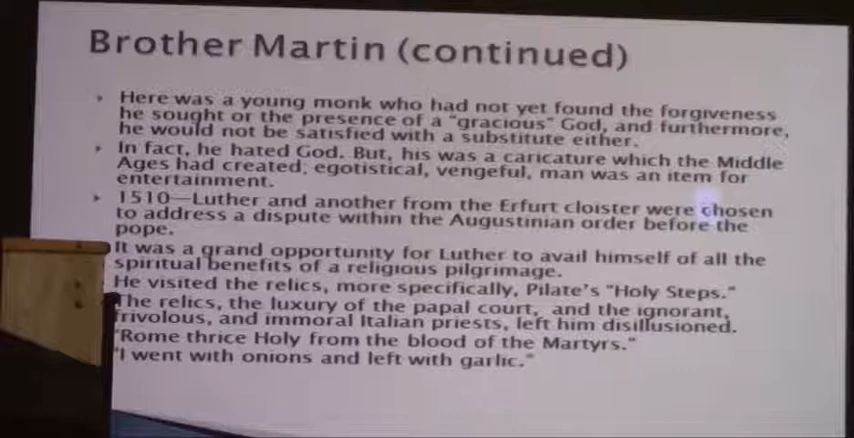 Brother Martin (continued)
Here was a young monk who had not yet found the forgiveness
he sought or the presence of a "gracious" God, and furthermore,
he would not be satisfied with a substitute either.
In fact, he hated God. But, his was a caricature which the Middle
Ages had created; egotistical, vengeful, man was an item for
entertainment.
1510—Luther and another from the Erfurt cloister were chosen
to address a dispute within the Augustinian order before the
pope.
It was a grand opportunity for Luther to avail himself of all the
spiritual benefits of a religious pilgrimage.
He visited the relics, more specifically, Pilate's "Holy Steps."
The relics, the luxury of the papal court, and the ignorant,
frivolous, and immoral Italian priests, left him disillusioned.
"Rome thrice Holy from the blood of the Martyrs."
"I went with onions and left with garlic."